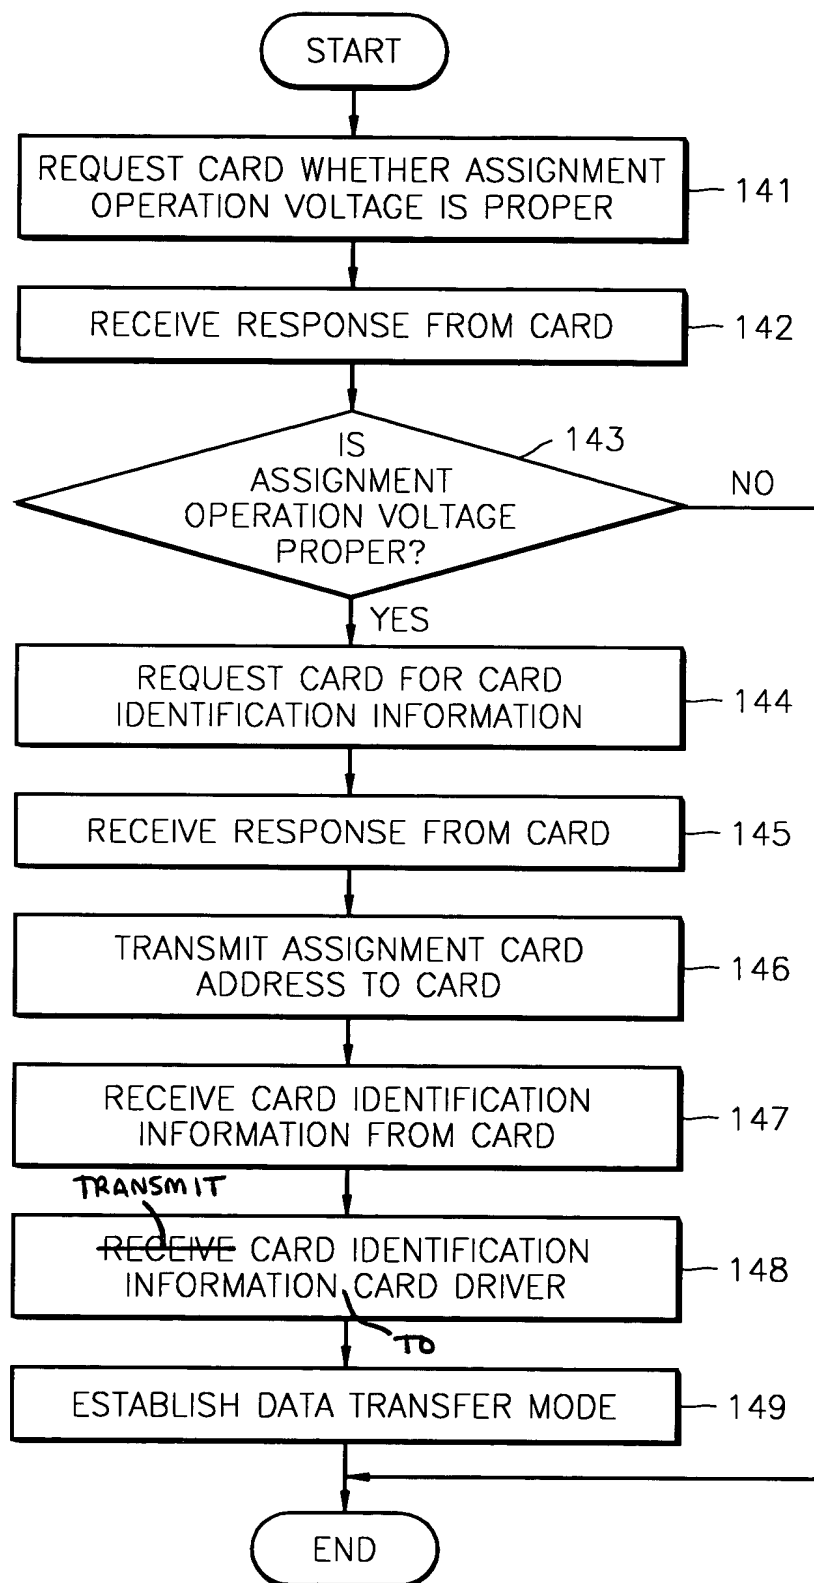 START
REQUEST CARD WHETHER ASSIGNMENT
OPERATION VOLTAGE IS PROPER
141
RECEIVE RESPONSE FROM CARD
142
IS
ASSIGNMENT
OPERATION VOLTAGE
PROPER?
143
NO
YES
REQUEST CARD FOR CARD
IDENTIFICATION INFORMATION
144
RECEIVE RESPONSE FROM CARD
145
TRANSMIT ASSIGNMENT CARD
ADDRESS TO CARD
146
RECEIVE CARD IDENTIFICATION
INFORMATION FROM CARD
147
TRANSMIT
RECEIVE CARD IDENTIFICATION
INFORMATION CARD DRIVER
148
TO
ESTABLISH DATA TRANSFER MODE
149
END